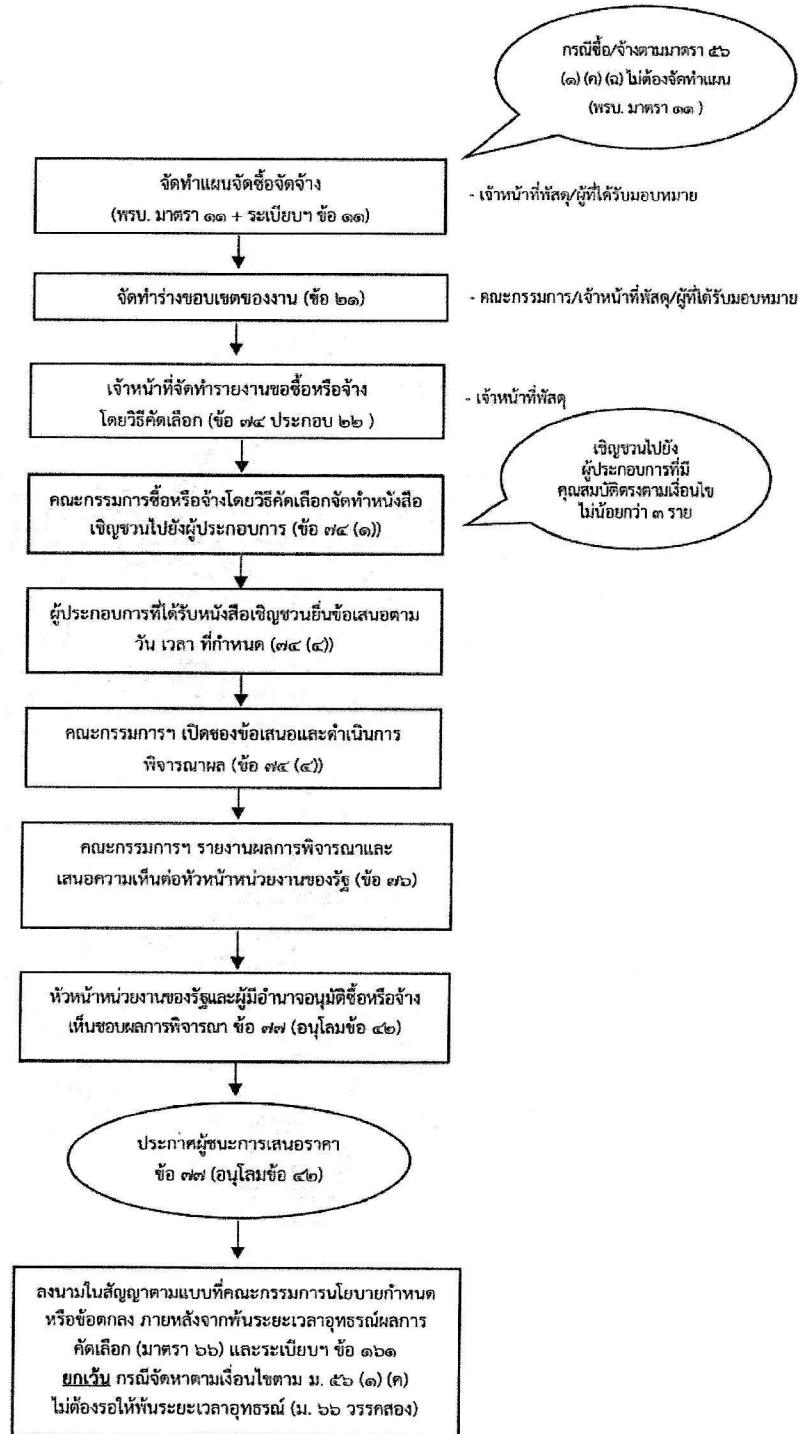 กรณีซื้อ/จ้างตามมาตรา ๕๖
(๑) (ค) (ฉ) ไม่ต้องจัดทำแผน
(พรบ. มาตรา ๑๑ )
จัดทำแผนจัดซื้อจัดจ้าง
(พรบ. มาตรา ๑๑ + ระเบียบฯ ข้อ ๑๑)
- เจ้าหน้าที่พัสดุ/ผู้ที่ได้รับมอบหมาย
จัดทำร่างขอบเขตของงาน (ข้อ ๒๑)
- คณะกรรมการ/เจ้าหน้าที่พัสดุ/ผู้ที่ได้รับมอบหมาย
เจ้าหน้าที่จัดทำรายงานขอซื้อหรือจ้าง
โดยวิธีคัดเลือก (ข้อ ๗๔ ประกอบ ๒๒ )
- เจ้าหน้าที่พัสดุ
เชิญชวนไปยัง
ผู้ประกอบการที่มี
คุณสมบัติตรงตามเงื่อนไข
ไม่น้อยกว่า ๓ ราย
คณะกรรมการซื้อหรือจ้างโดยวิธีคัดเลือกจัดทำหนังสือ
เชิญชวนไปยังผู้ประกอบการ (ข้อ ๗๔ (๑))
ผู้ประกอบการที่ได้รับหนังสือเชิญชวนยื่นข้อเสนอตาม
วัน เวลา ที่กำหนด (๗๔ (๔))
คณะกรรมการฯ เปิดซองข้อเสนอและดำเนินการ
พิจารณาผล (ข้อ ๗๔ (๔))
คณะกรรมการฯ รายงานผลการพิจารณาและ
เสนอความเห็นต่อหัวหน้าหน่วยงานของรัฐ (ข้อ ๗๖)
หัวหน้าหน่วยงานของรัฐและผู้มีอำนาจอนุมัติซื้อหรือจ้าง
เห็นชอบผลการพิจารณา ข้อ ๗๗ (อนุโลมข้อ ๔๒)
ประกาศผู้ชนะการเสนอราคา
ข้อ ๗๗ (อนุโลมข้อ ๔๒)
ลงนามในสัญญาตามแบบที่คณะกรรมการนโยบายกำหนด
หรือข้อตกลง ภายหลังจากพ้นระยะเวลาอุทธรณ์ผลการ
คัดเลือก (มาตรา ๖๖) และระเบียบฯ ข้อ ๑๖๑
ยกเว้น กรณีจัดหาตามเงื่อนไขตาม ม. ๕๖ (๑) (ค)
ไม่ต้องรอให้พ้นระยะเวลาอุทธรณ์ (ม. ๖๖ วรรคสอง)